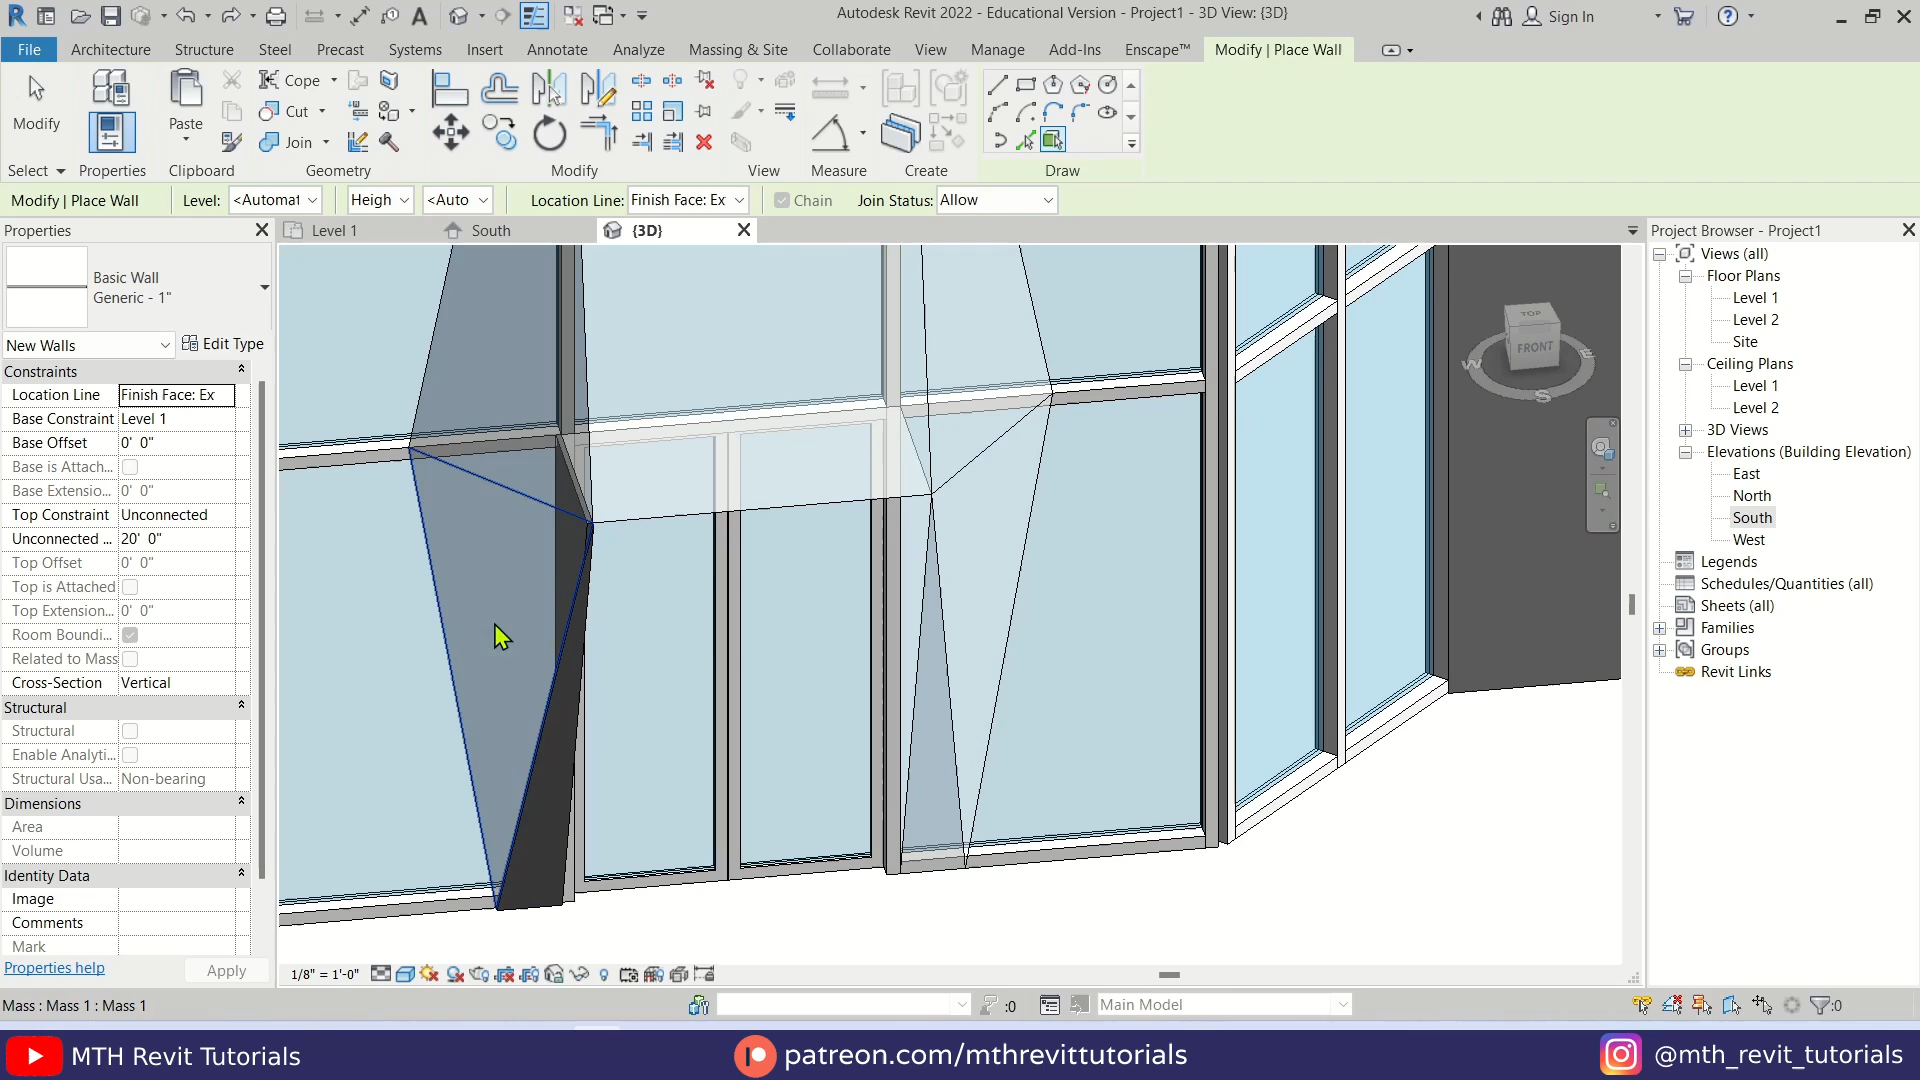 Autodesk Revit 2022 - Educational Version - Project1 - 3D View: {3D}
Sign In
File Architecture Structure Steel Precast Systems Insert Annotate Analyze Massing & Site Collaborate View Manage Add-Ins Enscape™ Modify | Place Wall
Modify
Paste
Cope
Cut
Join
Select Properties Clipboard Geometry Modify View Measure Create Draw
Modify | Place Wall Level: <Automat Heigh <Auto Location Line: Finish Face: Ex Chain Join Status: Allow
Properties
Level 1 South {3D}
Project Browser - Project1
Basic Wall
Generic - 1"
New Walls
Edit Type
Constraints
Location Line Finish Face: Ex
Base Constraint Level 1
Base Offset 0' 0"
Base is Attach...
Base Extensio... 0' 0"
Top Constraint Unconnected
Unconnected ... 20' 0"
Top Offset 0' 0"
Top is Attached
Top Extension... 0' 0"
Room Boundi...
Related to Mass
Cross-Section Vertical
Structural
Structural
Enable Analyti...
Structural Usa... Non-bearing
Dimensions
Area
Volume
Identity Data
Image
Comments
Mark
Properties help
Apply
TOP
FRONT
W
E
S
Views (all)
Floor Plans
Level 1
Level 2
Site
Ceiling Plans
Level 1
Level 2
3D Views
Elevations (Building Elevation)
East
North
South
West
Legends
Schedules/Quantities (all)
Sheets (all)
Families
Groups
Revit Links
1/8" = 1'-0"
Mass : Mass 1 : Mass 1
:0
Main Model
:0
MTH Revit Tutorials
patreon.com/mthrevittutorials
@mth_revit_tutorials